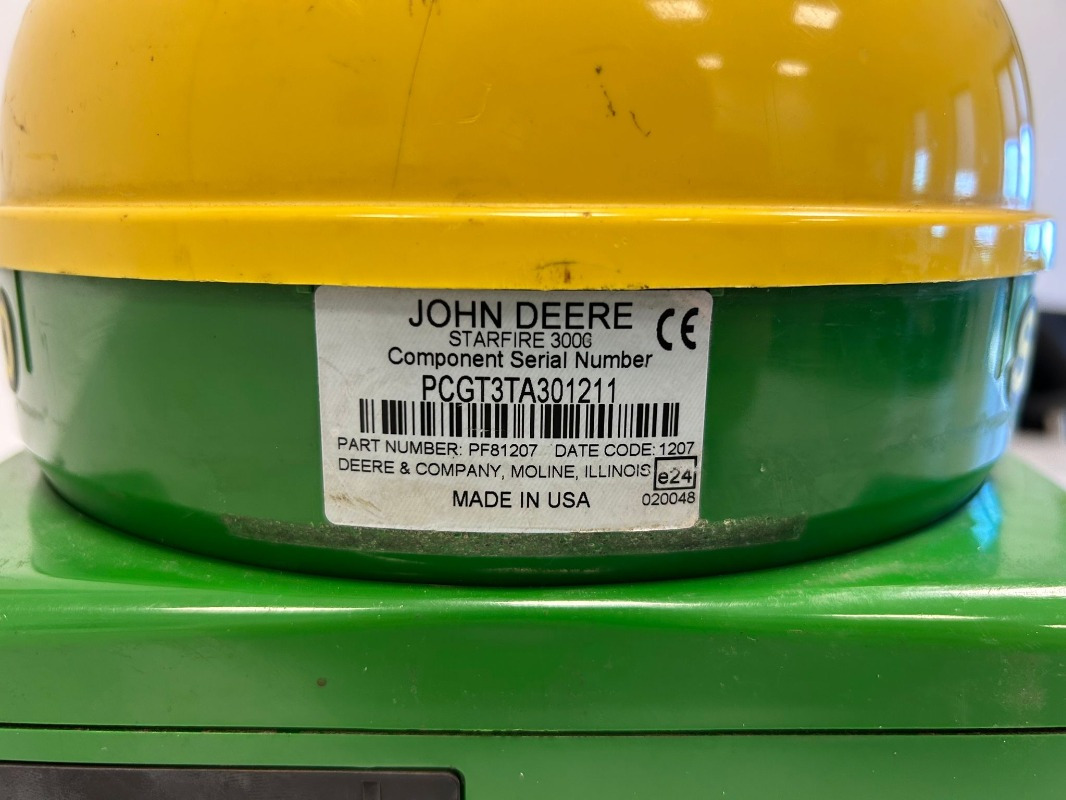 JOHN DEERE
CE
STARFIRE 3000
Component Serial Number
PCGT3TA301211
PART NUMBER: PF81207 DATE CODE: 1207
DEERE & COMPANY, MOLINE, ILLINOIS
e24
MADE IN USA
020048